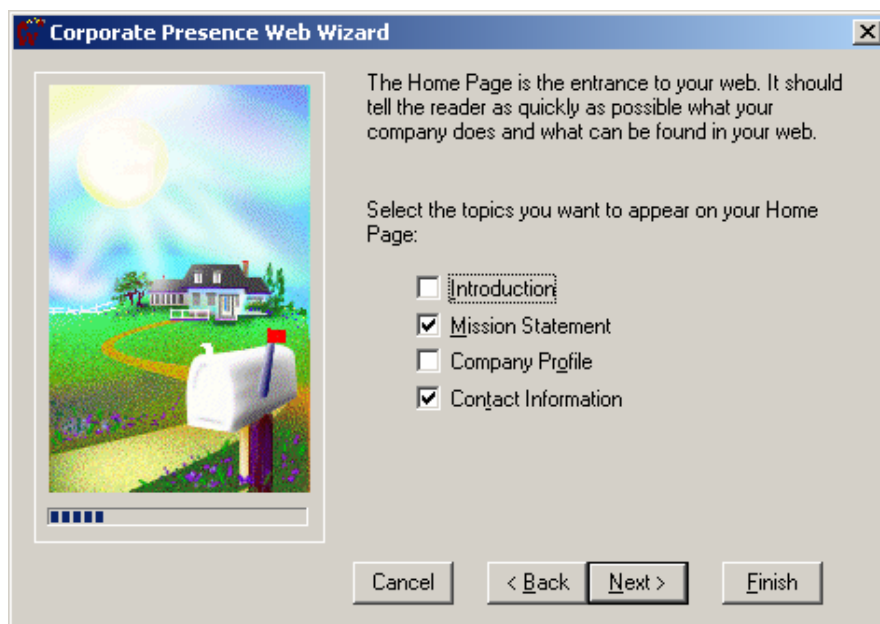 Corporate Presence Web Wizard
The Home Page is the entrance to your web. It should
tell the reader as quickly as possible what your
company does and what can be found in your web.
Select the topics you want to appear on your Home
Page:
Introduction
Mission Statement
Company Profile
Contact Information
Cancel
< Back
Next >
Finish